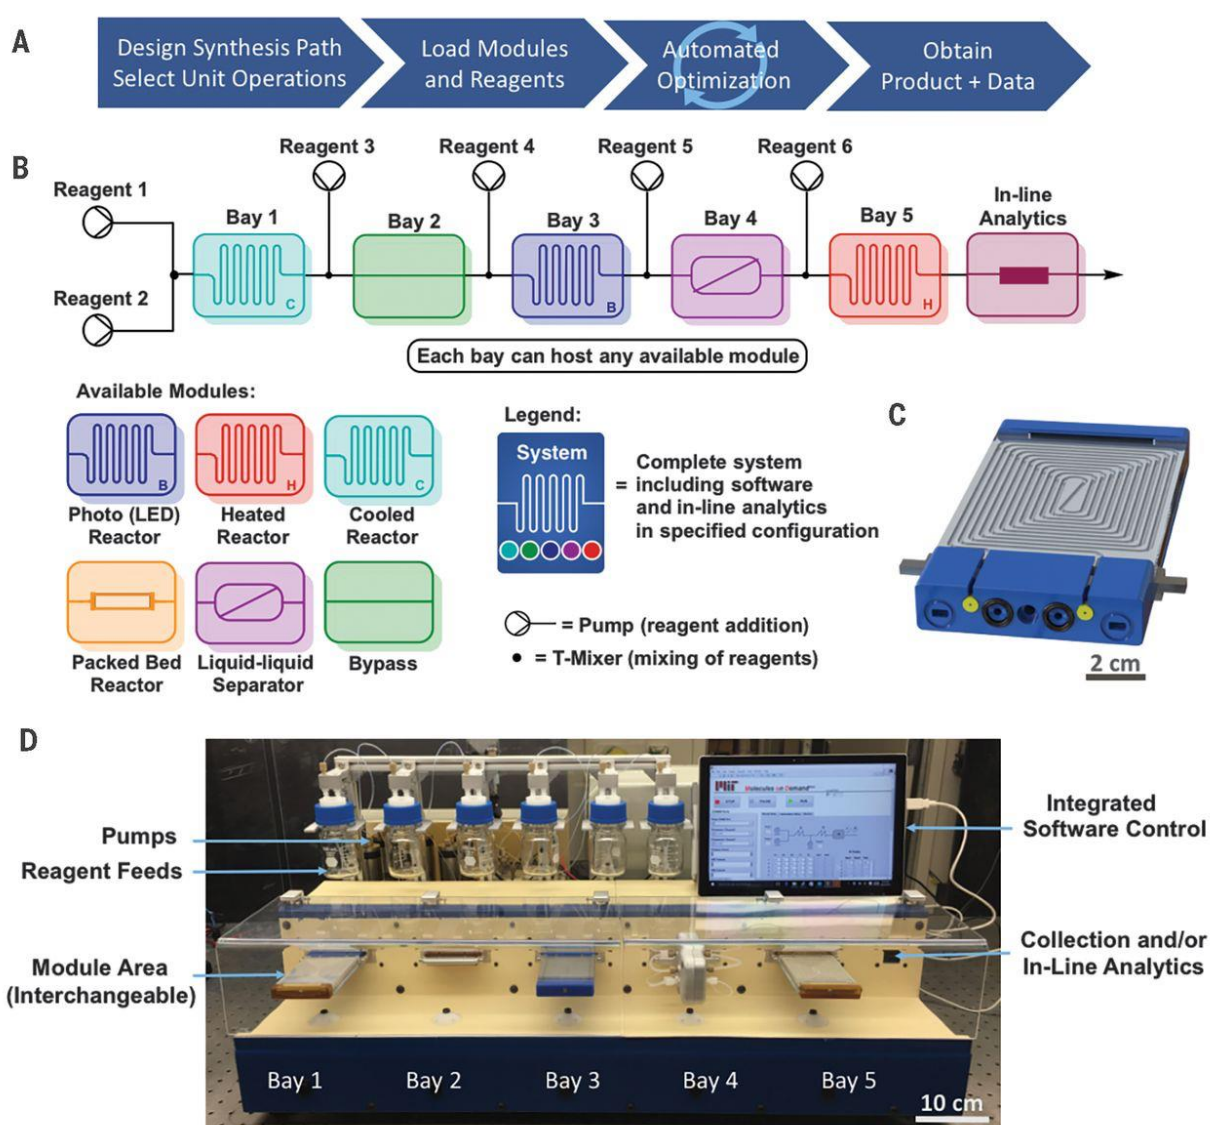 A
Design Synthesis Path
Select Unit Operations
Load Modules
and Reagents
Automated
Optimization
Obtain
Product + Data
B
Reagent 1
Reagent 2
Reagent 3
Reagent 4
Reagent 5
Reagent 6
Bay 1
C
Bay 2
Bay 3
B
Bay 4
Bay 5
H
In-line
Analytics
Each bay can host any available module
Available Modules:
B
Photo (LED)
Reactor
H
Heated
Reactor
C
Cooled
Reactor
Packed Bed
Reactor
Liquid-liquid
Separator
Bypass
Legend:
System
= Complete system
including software
and in-line analytics
in specified configuration
= Pump (reagent addition)
= T-Mixer (mixing of reagents)
C
2 cm
D
Pumps
Reagent Feeds
Module Area
(Interchangeable)
Molecules on Demand
Integrated
Software Control
Collection and/or
In-Line Analytics
Bay 1
Bay 2
Bay 3
Bay 4
Bay 5
10 cm